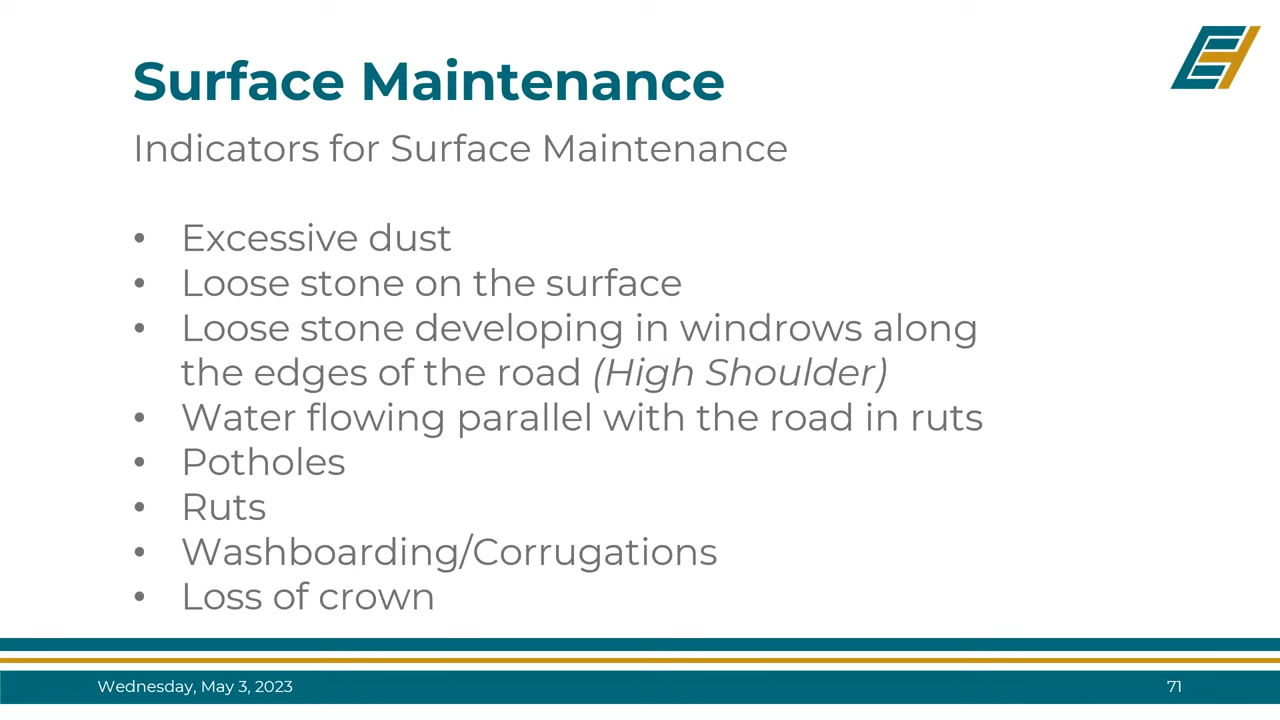 Surface Maintenance
Indicators for Surface Maintenance
• Excessive dust
• Loose stone on the surface
• Loose stone developing in windrows along
the edges of the road (High Shoulder)
• Water flowing parallel with the road in ruts
• Potholes
• Ruts
• Washboarding/Corrugations
• Loss of crown
Wednesday, May 3, 2023
71